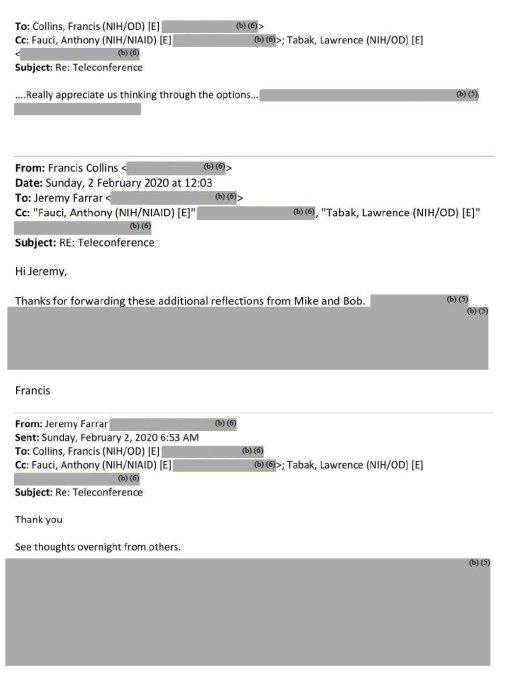 To: Collins, Francis (NIH/OD) [E] (b) (6)>
Cc: Fauci, Anthony (NIH/NIAID) [E] (b) (6)>; Tabak, Lawrence (NIH/OD) [E]
< (b) (6)
Subject: Re: Teleconference
....Really appreciate us thinking through the options... (b) (5)
From: Francis Collins < (b) (6)>
Date: Sunday, 2 February 2020 at 12:03
To: Jeremy Farrar < (b) (6)>
Cc: "Fauci, Anthony (NIH/NIAID) [E]" (b) (6), "Tabak, Lawrence (NIH/OD) [E]"
(b) (6)
Subject: RE: Teleconference
Hi Jeremy,
Thanks for forwarding these additional reflections from Mike and Bob. (b) (5)
(b) (5)
Francis
From: Jeremy Farrar (b) (6)
Sent: Sunday, February 2, 2020 6:53 AM
To: Collins, Francis (NIH/OD) [E] (b) (6)
Cc: Fauci, Anthony (NIH/NIAID) [E] (b) (6)>; Tabak, Lawrence (NIH/OD) [E]
(b) (6)
Subject: Re: Teleconference
Thank you
See thoughts overnight from others.
(b) (5)